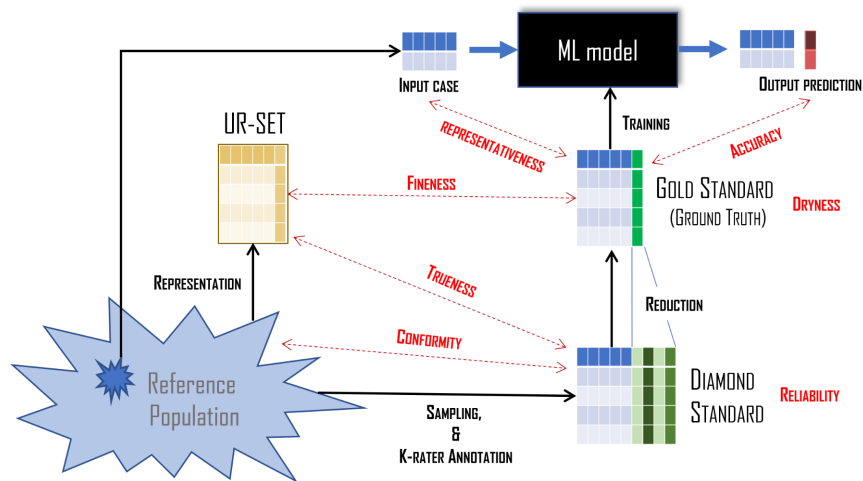 ML model
INPUT CASE
OUTPUT PREDICTION
UR-SET
REPRESENTATIVENESS
TRAINING
ACCURACY
FINENESS
GOLD STANDARD
(GROUND TRUTH)
DRYNESS
REPRESENTATION
TRUENESS
REDUCTION
CONFORMITY
Reference
Population
DIAMOND
STANDARD
RELIABILITY
SAMPLING,
&
K-RATER ANNOTATION